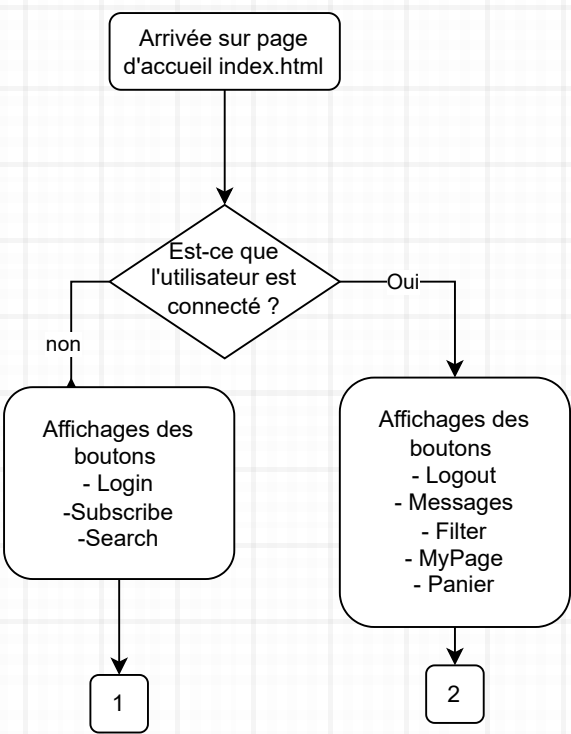 Arrivée sur page
d'accueil index.html
Est-ce que
l'utilisateur est
connecté ?
Oui
non
Affichages des
boutons
- Login
-Subscribe
-Search
Affichages des
boutons
- Logout
- Messages
- Filter
- MyPage
- Panier
1
2